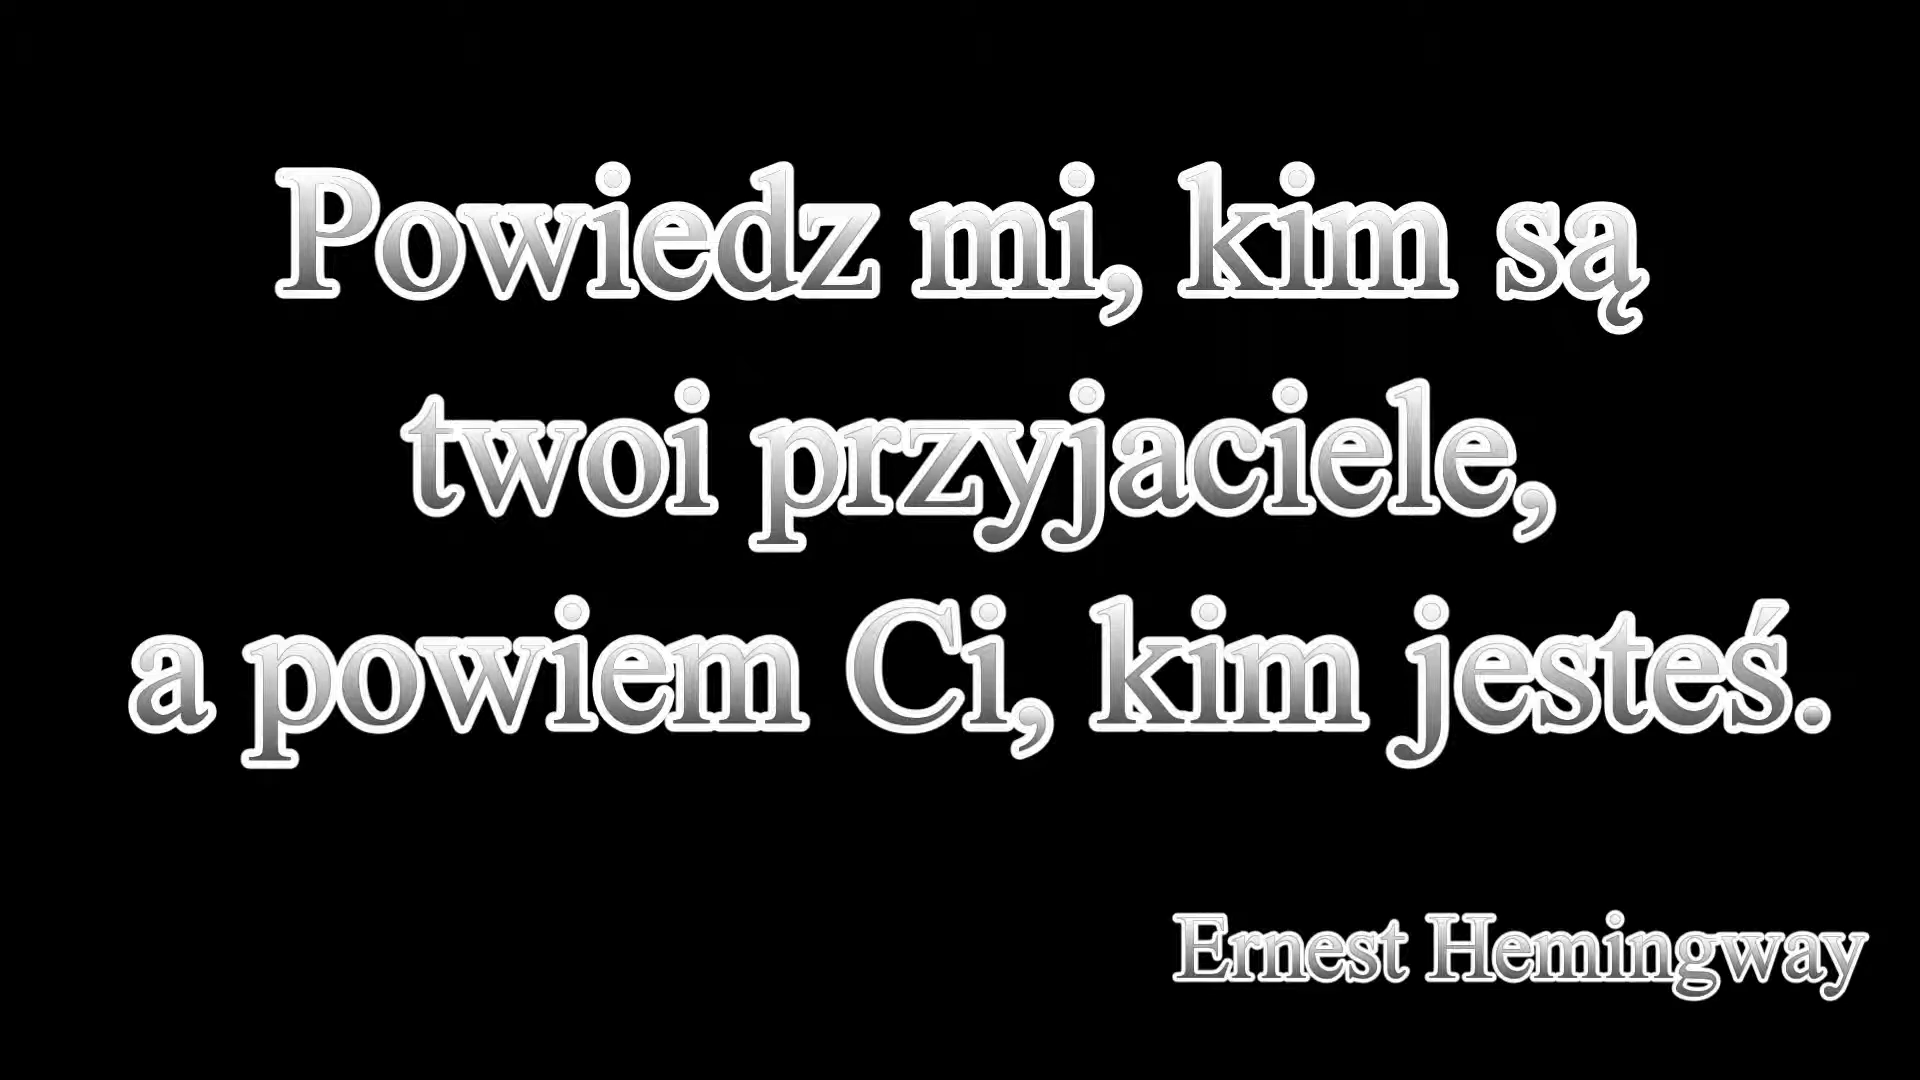 Powiedz mi, kim są
twoi przyjaciele,
a powiem Ci, kim jesteś.
Ernest Hemingway